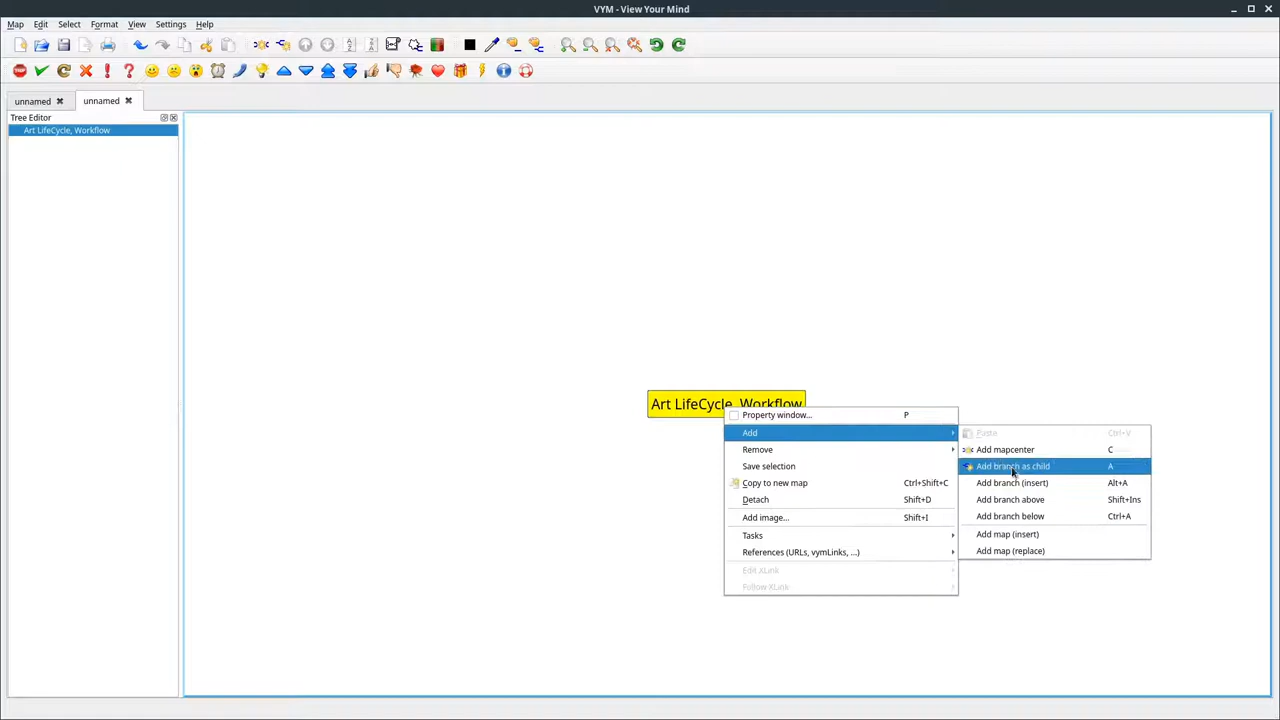 VYM - View Your Mind
Map Edit Select Format View Settings Help
unnamed unnamed
Tree Editor
Art LifeCycle, Workflow
Art LifeCycle, Workflow
Property window... P
Add
Remove
Save selection
Copy to new map Ctrl+Shift+C
Detach Shift+D
Add image... Shift+I
Tasks
References (URLs, vymLinks, ...)
Edit XLink
Follow XLink
Paste Ctrl+V
Add mapcenter C
Add branch as child A
Add branch (insert) Alt+A
Add branch above Shift+Ins
Add branch below Ctrl+A
Add map (insert)
Add map (replace)